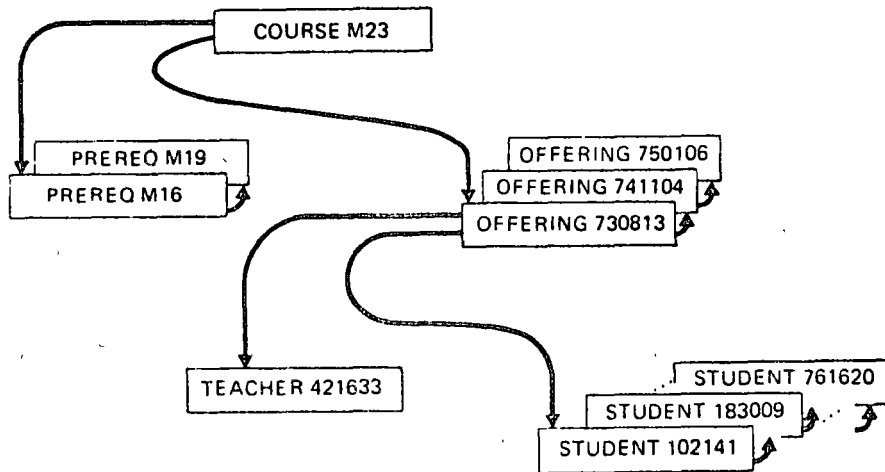 COURSE M23
PREREQ M19
PREREQ M16
OFFERING 750106
OFFERING 741104
OFFERING 730813
TEACHER 421633
STUDENT 761620
STUDENT 183009
STUDENT 102141